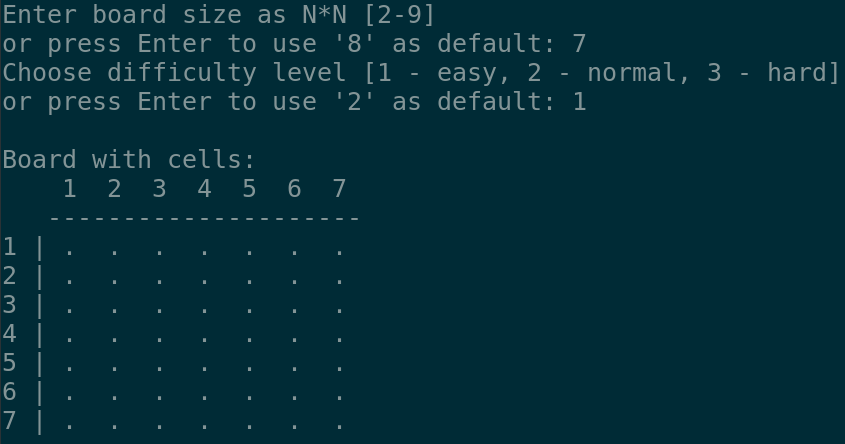 Enter board size as N*N [2-9]
or press Enter to use '8' as default: 7
Choose difficulty level [1 - easy, 2 - normal, 3 - hard]
or press Enter to use '2' as default: 1

Board with cells:
    1  2  3  4  5  6  7
   ---------------------
1 | .  .  .  .  .  .  .
2 | .  .  .  .  .  .  .
3 | .  .  .  .  .  .  .
4 | .  .  .  .  .  .  .
5 | .  .  .  .  .  .  .
6 | .  .  .  .  .  .  .
7 | .  .  .  .  .  .  .